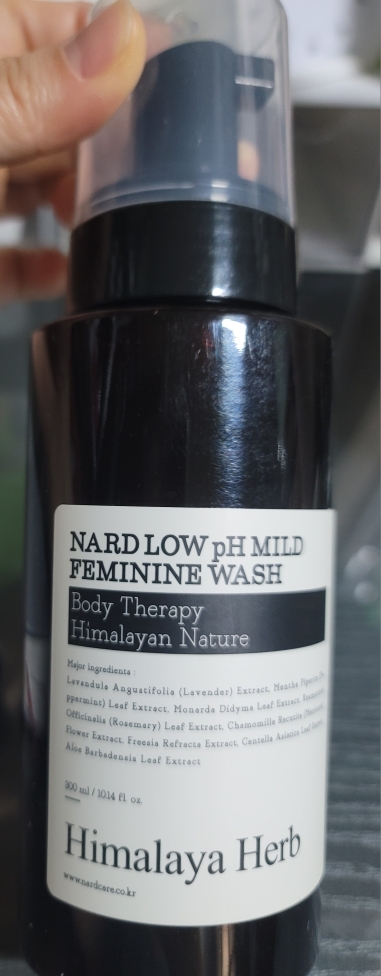 NARD LOW pH MILD
FEMININE WASH
Body Therapy
Himalayan Nature
Major ingredients :
Lavandula Angustifolia (Lavender) Extract, Mentha Piperita (Pe
ppermint) Leaf Extract, Monarda Didyma Leaf Extract, Rosmarinus
Officinalis (Rosemary) Leaf Extract, Chamomilla Recutita (Matricaria)
Flower Extract, Freesia Refracta Extract, Centella Asiatica Leaf Extract,
Aloe Barbadensis Leaf Extract
300 ml / 10.14 fl. oz.
Himalaya Herb
www.nardcare.co.kr